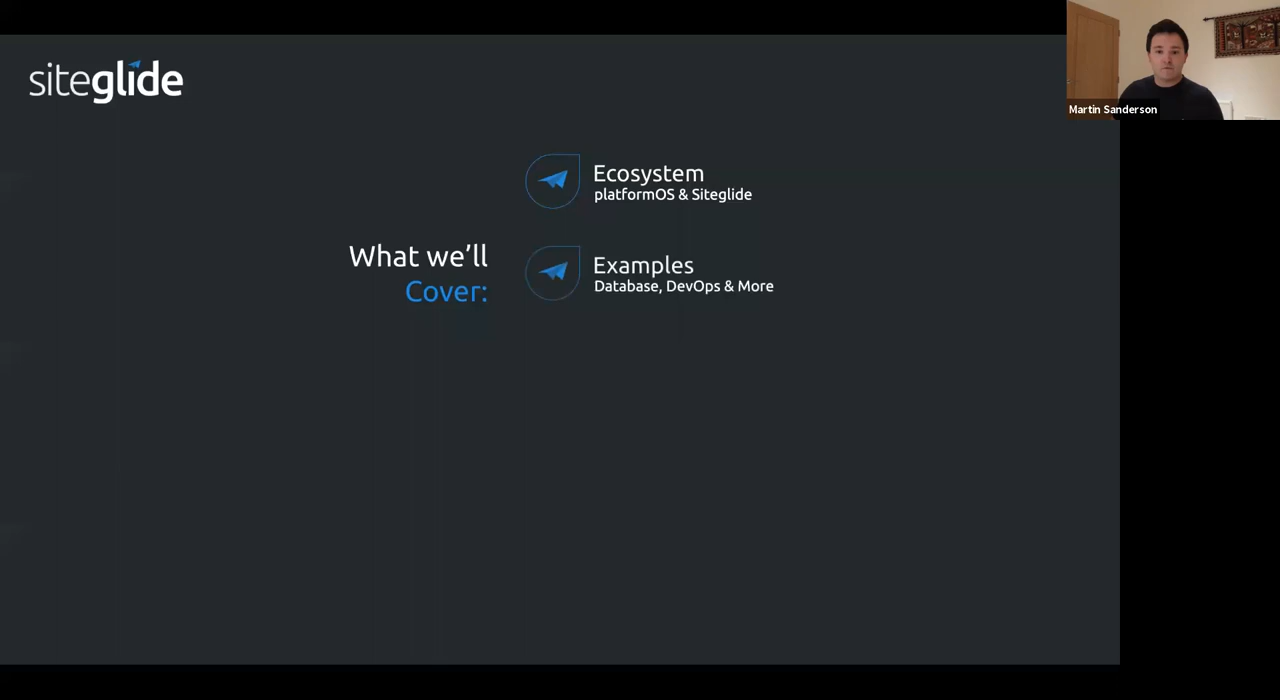 siteglide
Martin Sanderson
Ecosystem
platformOS & Siteglide
What we'll
Cover:
Examples
Database, DevOps & More